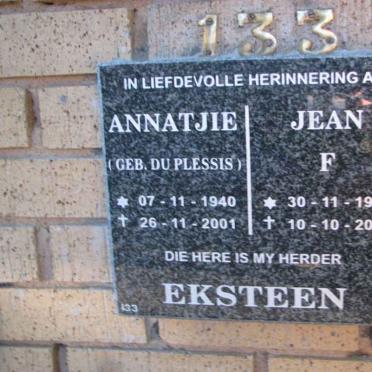 133
IN LIEFDEVOLLE HERINNERING A
ANNATJIE
(GEB. DU PLESSIS)
07-11-1940
26-11-2001
JEAN
F
30-11-19
10-10-20
DIE HERE IS MY HERDER
EKSTEEN
133